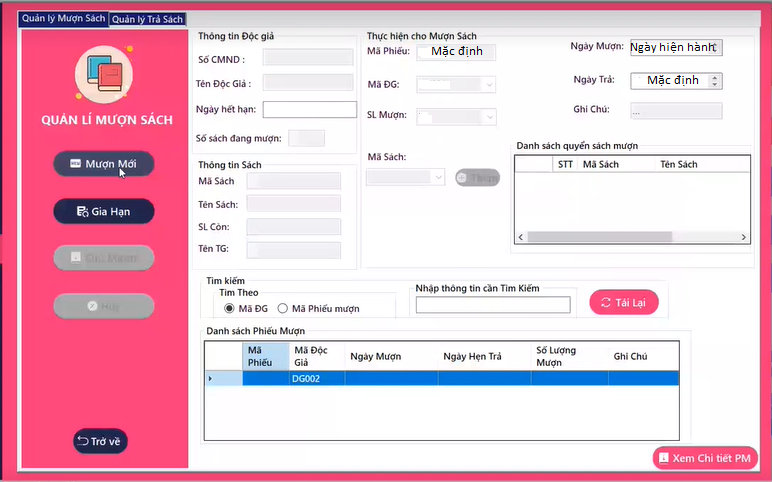 Quản lý Mượn Sách
Quản lý Trả Sách
QUẢN LÍ MƯỢN SÁCH
NEW Mượn Mới
Gia Hạn
Trở về
Thông tin Độc giả
Số CMND :
Tên Độc Giả :
Ngày hết hạn:
Số sách đang mượn:
Thông tin Sách
Mã Sách
Tên Sách:
SL Còn:
Tên TG:
Thực hiện cho Mượn Sách
Mã Phiếu: Mặc định
Mã ĐG:
SL Mượn:
Mã Sách:
Thêm
Ngày Mượn: Ngày hiện hành
Ngày Trả: Mặc định
Ghi Chú: ...
Danh sách quyển sách mượn
STT Mã Sách Tên Sách
Tìm kiếm
Tìm Theo
Mã ĐG Mã Phiếu mượn
Nhập thông tin cần Tìm Kiếm
Tải Lại
Danh sách Phiếu Mượn
Mã Phiếu Mã Độc Giả Ngày Mượn Ngày Hẹn Trả Số Lượng Mượn Ghi Chú
DG002
Xem Chi tiết PM